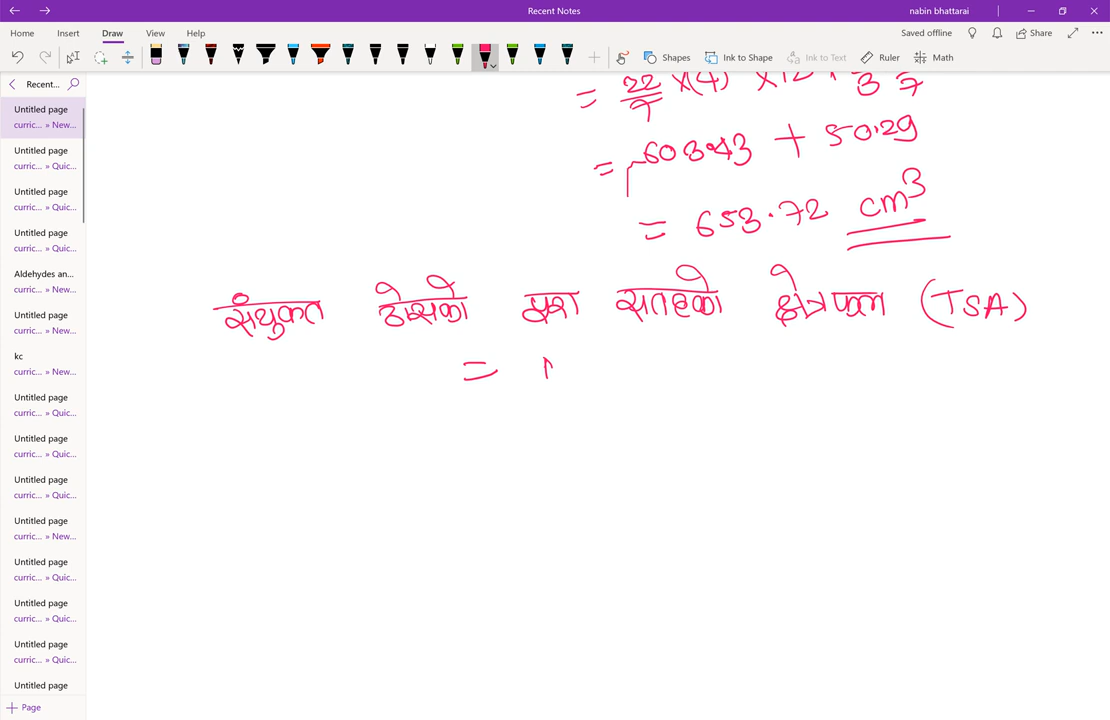 Recent Notes
nabin bhattarai
Home Insert Draw View Help
Saved offline
Share
Shapes
Ink to Shape
Ink to Text
Ruler
Math
Recent...
Untitled page
curric... » New...
Untitled page
curric... » Quic...
Untitled page
curric... » Quic...
Untitled page
curric... » Quic...
Aldehydes an...
curric... » New...
Untitled page
curric... » New...
kc
curric... » New...
Untitled page
curric... » Quic...
Untitled page
curric... » Quic...
Untitled page
curric... » Quic...
Untitled page
curric... » New...
Untitled page
curric... » Quic...
Untitled page
curric... » Quic...
Untitled page
curric... » Quic...
Untitled page
+ Page
= 22/7 x(4) x12
= 603.43 + 50.29
= 653.72 cm³
संयुक्त ठोसको सतहको क्षेत्रफल (TSA)
=